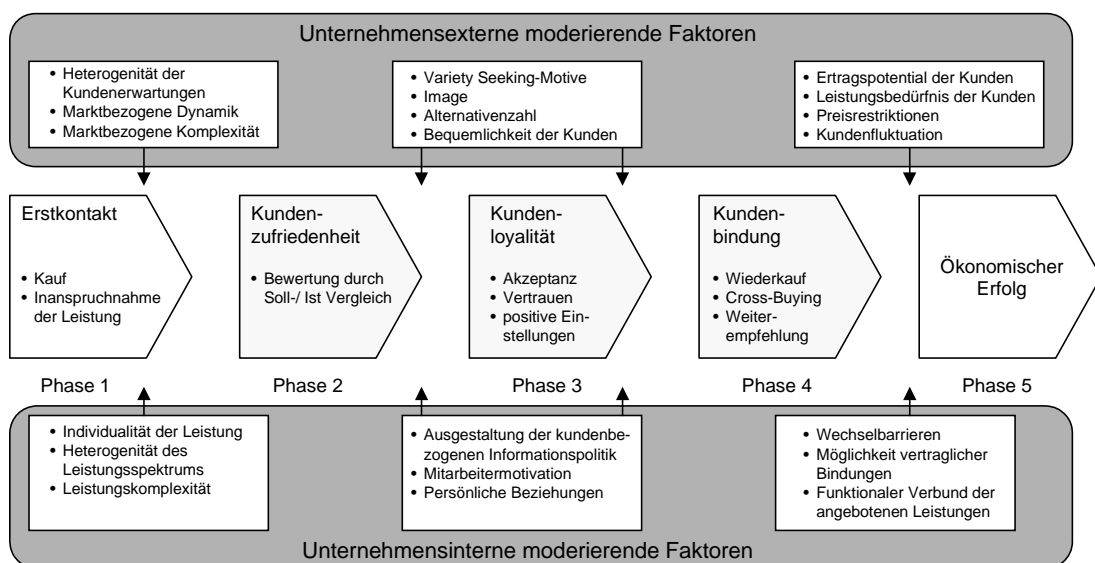 Unternehmensexterne moderierende Faktoren
• Heterogenität der
Kundenerwartungen
• Marktbezogene Dynamik
• Marktbezogene Komplexität
• Variety Seeking-Motive
• Image
• Alternativenzahl
• Bequemlichkeit der Kunden
• Ertragspotential der Kunden
• Leistungsbedürfnis der Kunden
• Preisrestriktionen
• Kundenfluktuation
Erstkontakt
• Kauf
• Inanspruchnahme
der Leistung
Kunden-
zufriedenheit
• Bewertung durch
Soll-/ Ist Vergleich
Kunden-
loyalität
• Akzeptanz
• Vertrauen
• positive Ein-
stellungen
Kunden-
bindung
• Wiederkauf
• Cross-Buying
• Weiter-
empfehlung
Ökonomischer
Erfolg
Phase 1
Phase 2
Phase 3
Phase 4
Phase 5
• Individualität der Leistung
• Heterogenität des
Leistungsspektrums
• Leistungskomplexität
• Ausgestaltung der kundenbe-
zogenen Informationspolitik
• Mitarbeitermotivation
• Persönliche Beziehungen
• Wechselbarrieren
• Möglichkeit vertraglicher
Bindungen
• Funktionaler Verbund der
angebotenen Leistungen
Unternehmensinterne moderierende Faktoren